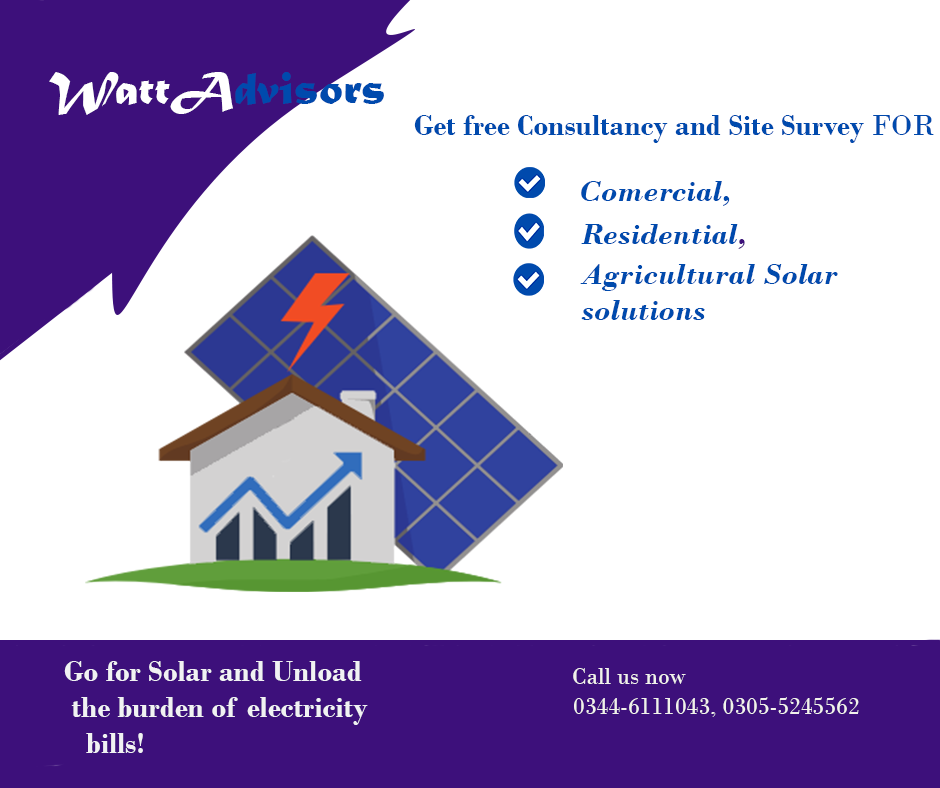 WattAdvisors
Get free Consultancy and Site Survey FOR
Comercial,
Residential,
Agricultural Solar
solutions
Go for Solar and Unload
the burden of electricity
bills!
Call us now
0344-6111043, 0305-5245562